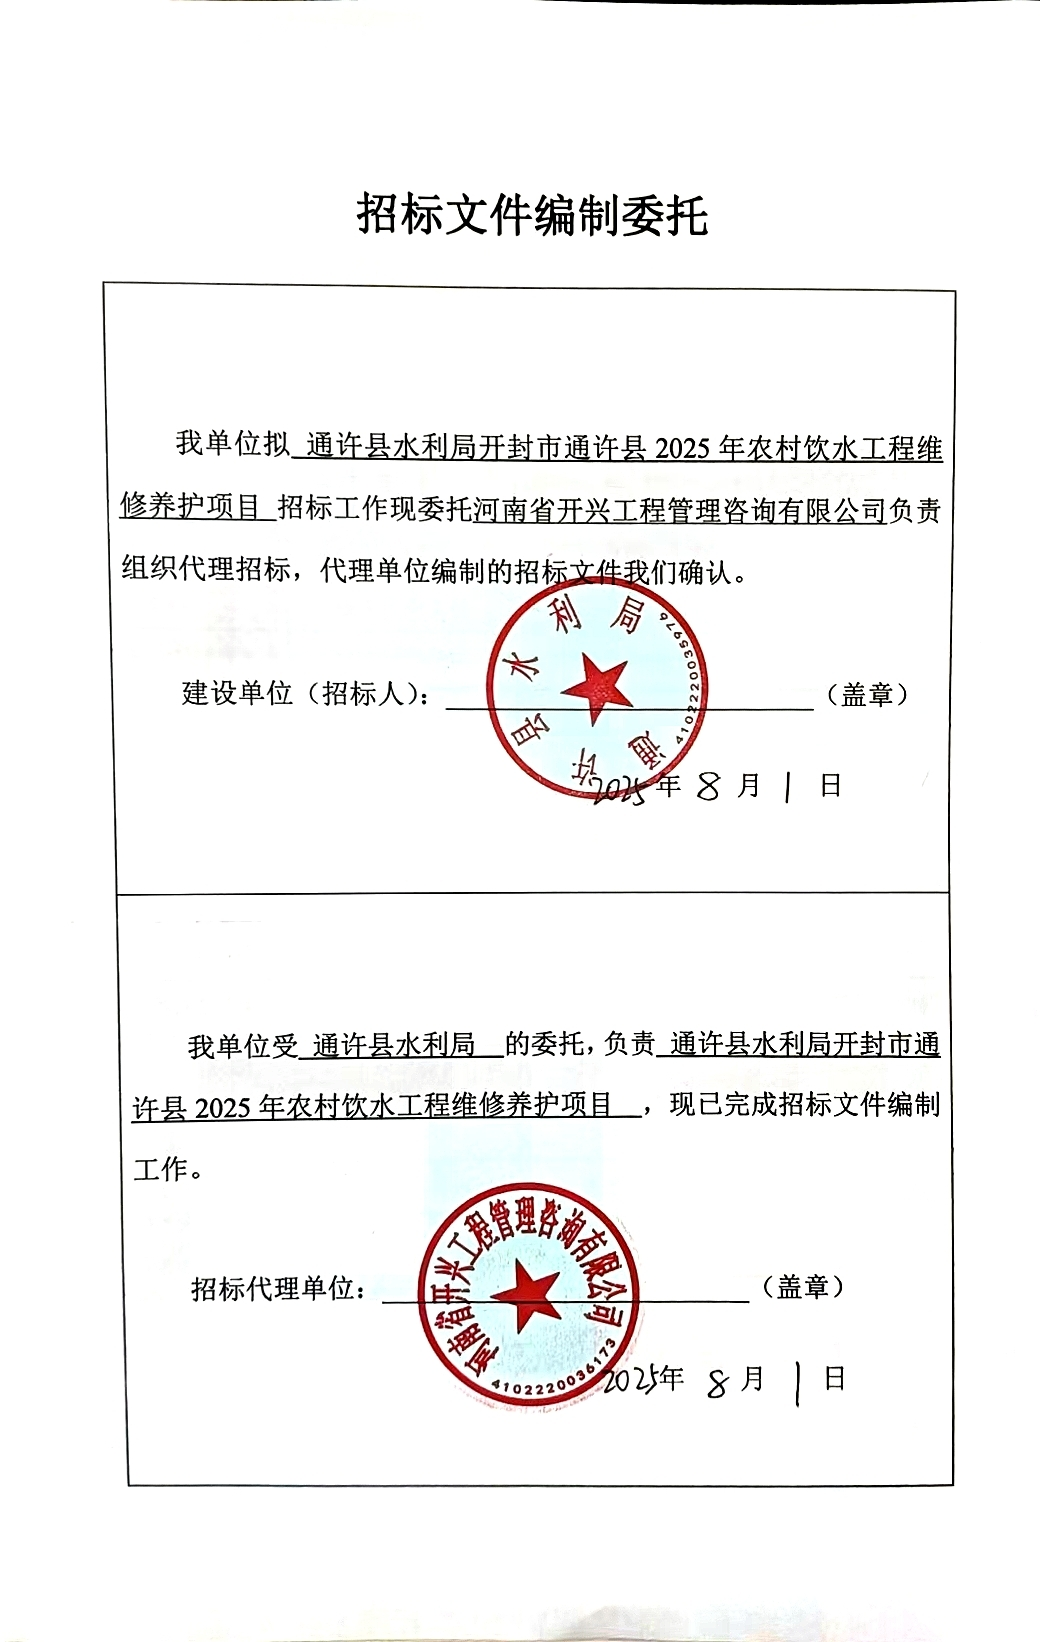 招标文件编制委托
我单位拟 通许县水利局开封市通许县 2025 年农村饮水工程维
修养护项目 招标工作现委托河南省开兴工程管理咨询有限公司负责
组织代理招标，代理单位编制的招标文件我们确认。
通许县水利局
4102220035976
建设单位（招标人）： （盖章）
2025 年 8 月 1 日
我单位受 通许县水利局 的委托，负责 通许县水利局开封市通
许县 2025 年农村饮水工程维修养护项目 ，现已完成招标文件编制
工作。
河南省开兴工程管理咨询有限公司
4102220036173
招标代理单位： （盖章）
2025年 8 月 1 日